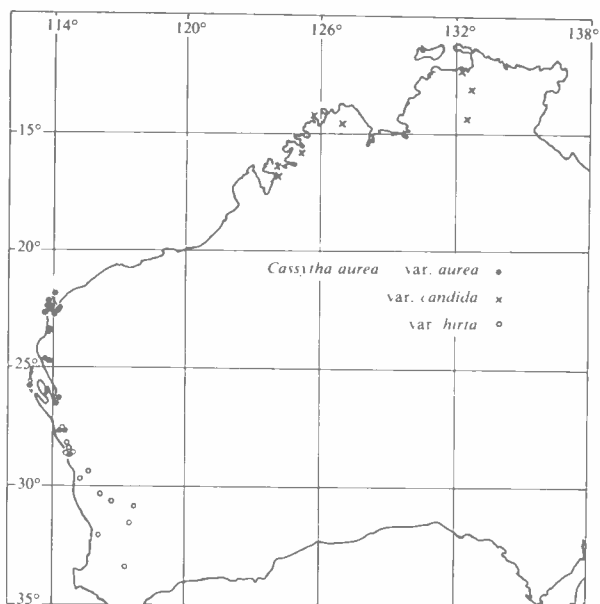 114° 120° 126° 132° 138°
15°
20°
Cassytha aurea var. aurea •
var. candida ×
var hirta ○
25°
30°
35°